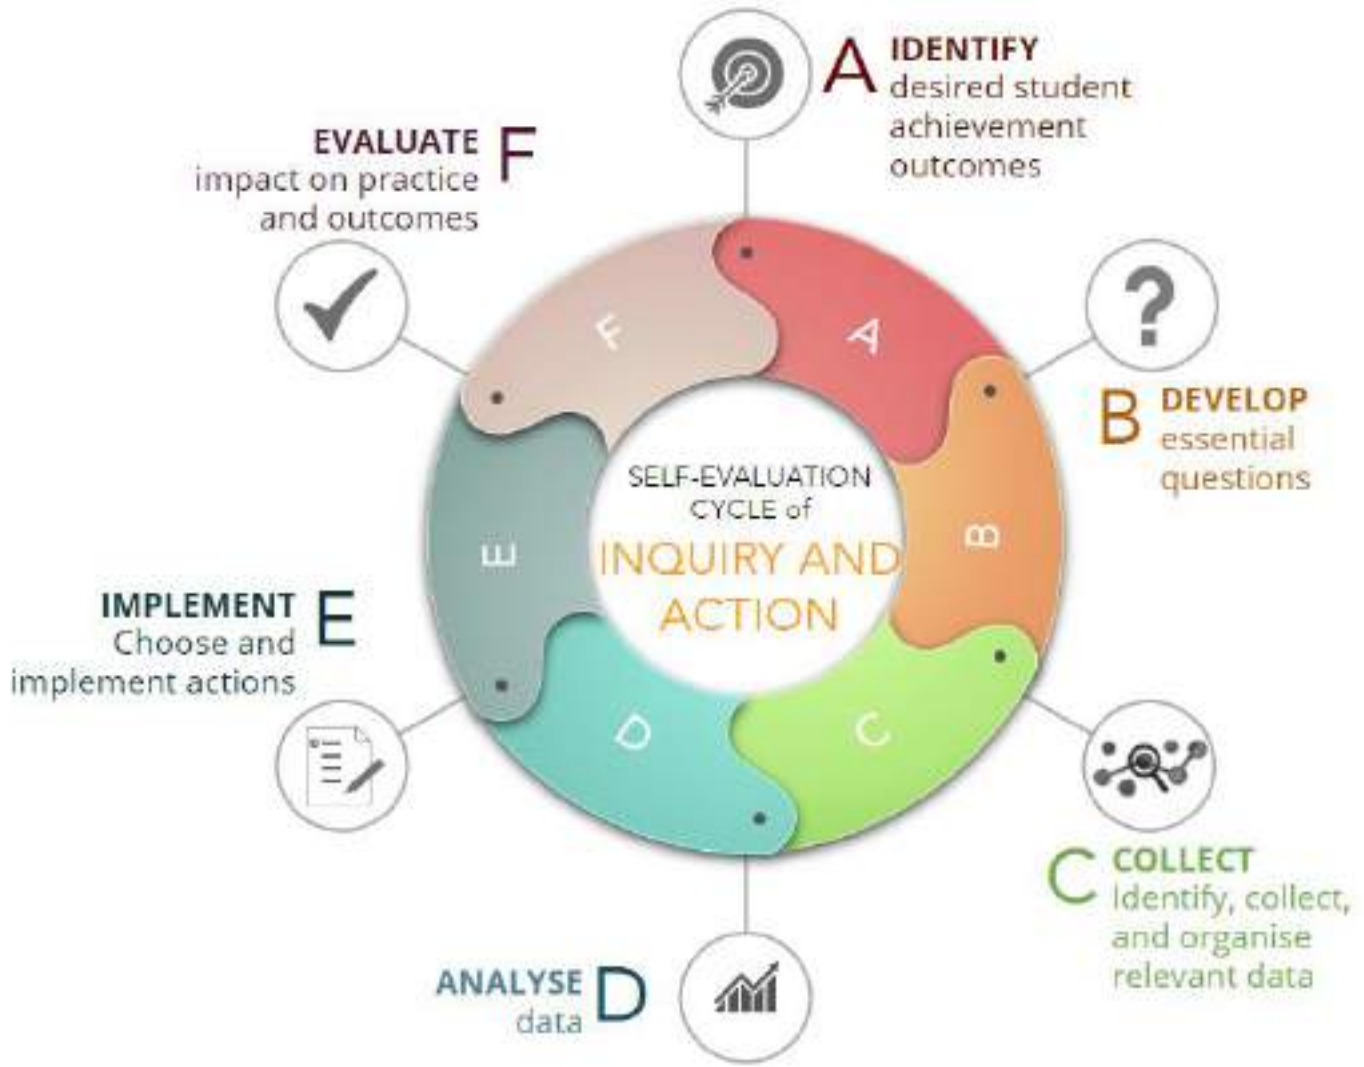 A
IDENTIFY
desired student
achievement
outcomes
B
DEVELOP
essential
questions
C
COLLECT
Identify, collect,
and organise
relevant data
D
ANALYSE
data
E
IMPLEMENT
Choose and
implement actions
F
EVALUATE
impact on practice
and outcomes
A
B
C
D
E
F
SELF-EVALUATION
CYCLE of
INQUIRY AND
ACTION